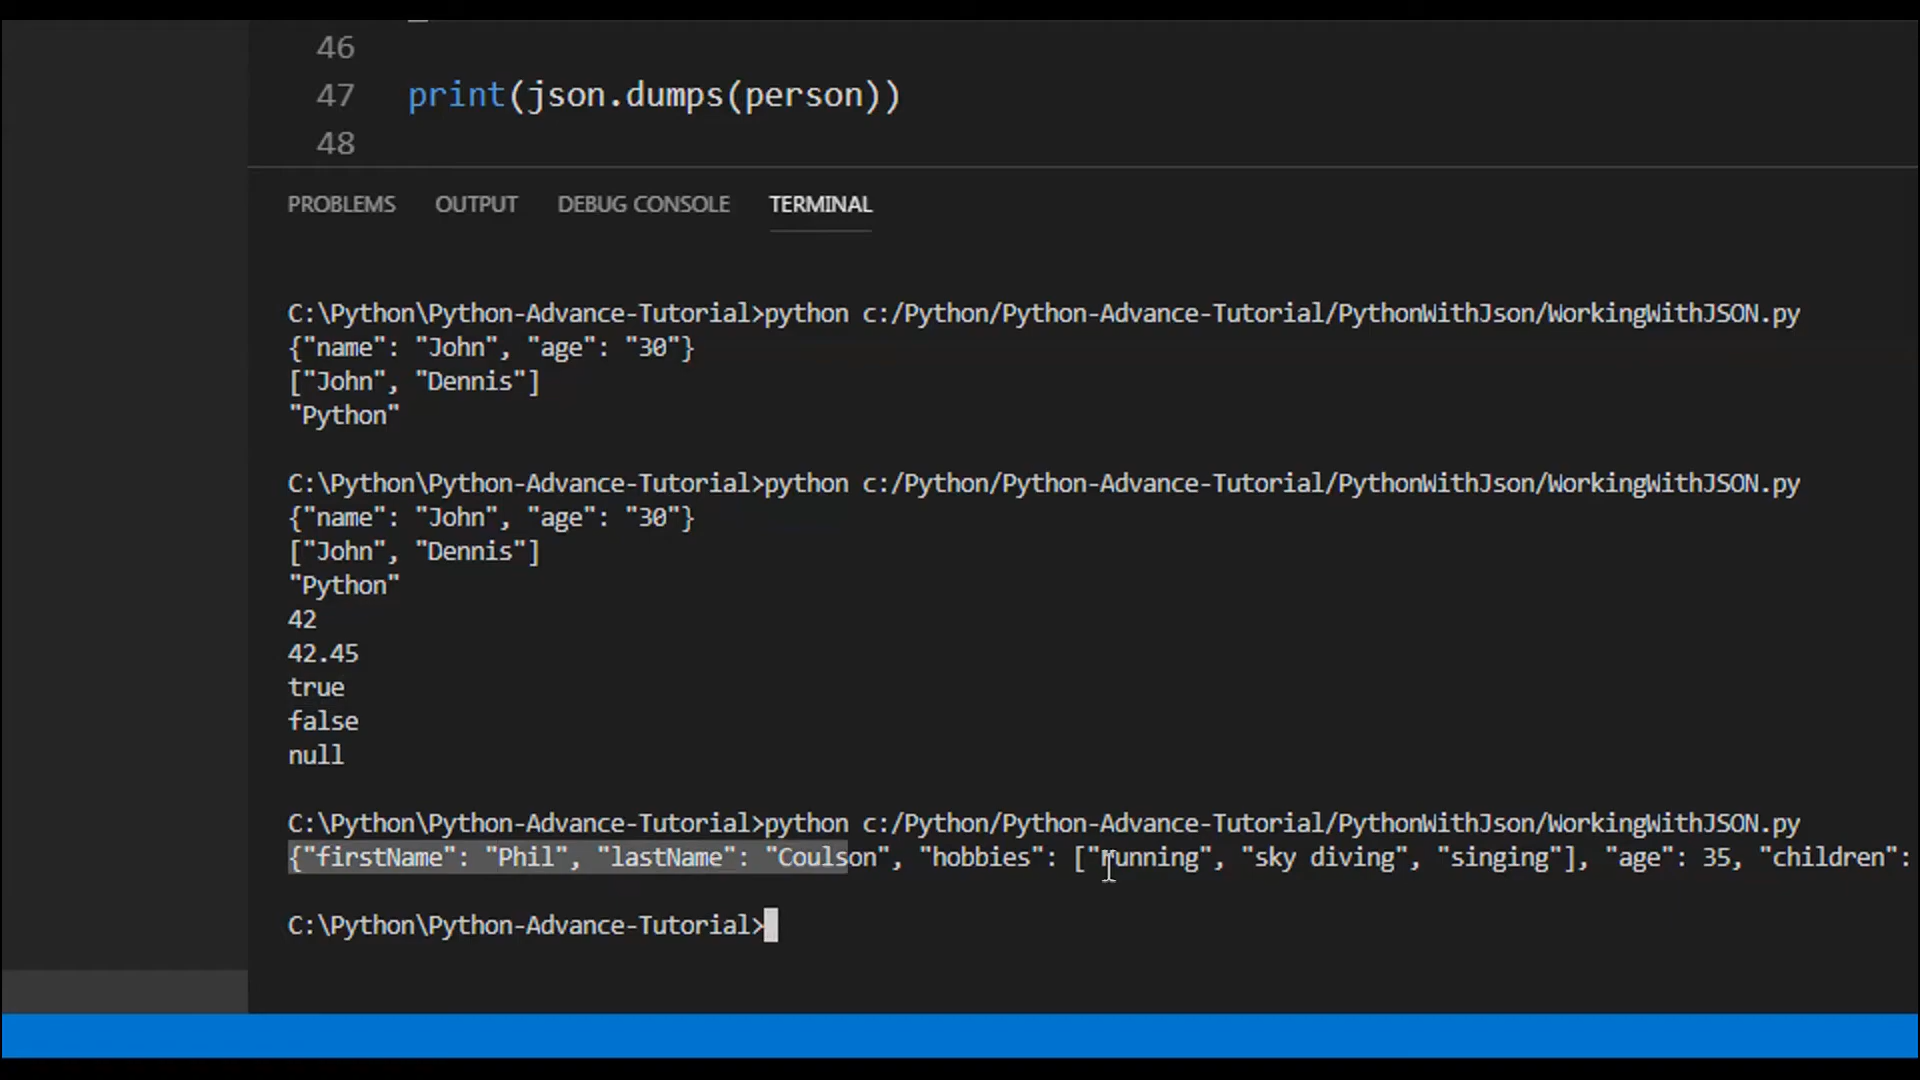 46
47 print(json.dumps(person))
48
PROBLEMS OUTPUT DEBUG CONSOLE TERMINAL
C:\Python\Python-Advance-Tutorial>python c:/Python/Python-Advance-Tutorial/PythonWithJson/WorkingWithJSON.py
{"name": "John", "age": "30"}
["John", "Dennis"]
"Python"
C:\Python\Python-Advance-Tutorial>python c:/Python/Python-Advance-Tutorial/PythonWithJson/WorkingWithJSON.py
{"name": "John", "age": "30"}
["John", "Dennis"]
"Python"
42
42.45
true
false
null
C:\Python\Python-Advance-Tutorial>python c:/Python/Python-Advance-Tutorial/PythonWithJson/WorkingWithJSON.py
{"firstName": "Phil", "lastName": "Coulson", "hobbies": ["running", "sky diving", "singing"], "age": 35, "children":
C:\Python\Python-Advance-Tutorial>